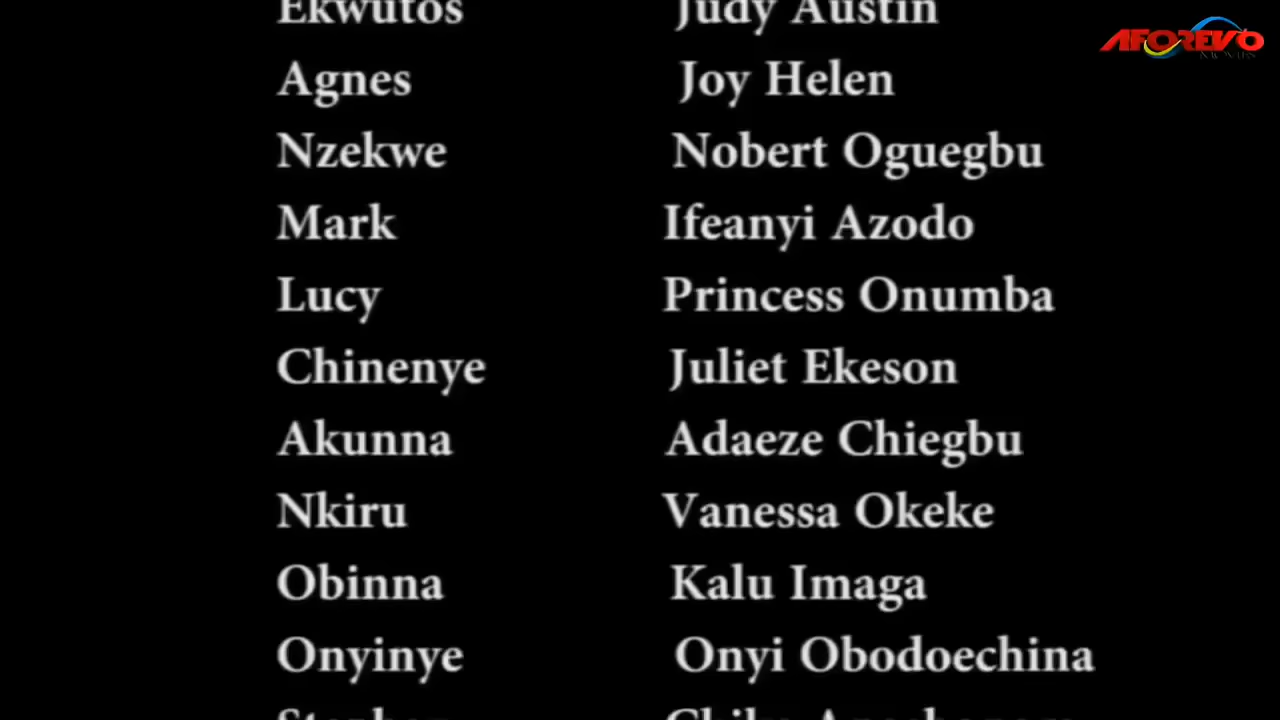 Ekwutos Judy Austin
AFOREVO
MOVIES
Agnes Joy Helen
Nzekwe Nobert Oguegbu
Mark Ifeanyi Azodo
Lucy Princess Onumba
Chinenye Juliet Ekeson
Akunna Adaeze Chiegbu
Nkiru Vanessa Okeke
Obinna Kalu Imaga
Onyinye Onyi Obodoechina